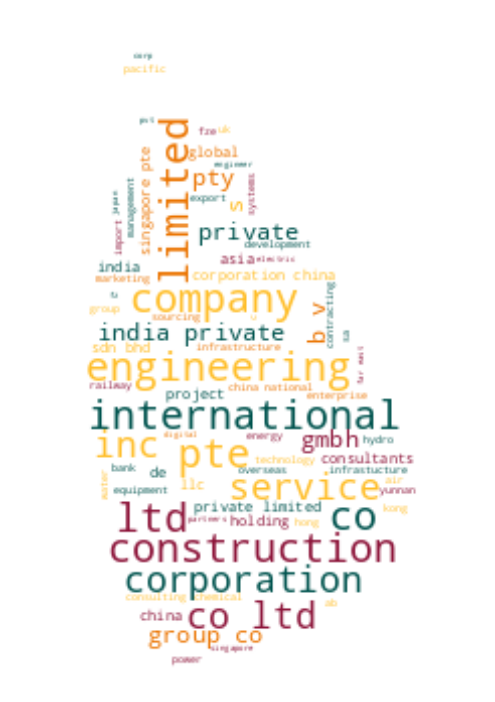 corp
pacific
pvt
fze uk
limited
global
engineer
singapore pte
pty
management
systems
export
s
japan
import
private
development
asia electric
india
marketing
corporation china
company
group
sourcing
b v
contracting
sa
india private
sdn bhd
infrastructure
far east
engineering
railway
china national
project
enterprise
international
digital
energy
inc
pte
gmbh
hydro
technology
consultants
bank
de
overseas
infrastucture
water
equipment
llc
service
air
yunnan
private limited
kong
ltd
partners
holding
hong
co
construction
corporation
consulting
chemical
ab
china
co ltd
group co
singapore
power